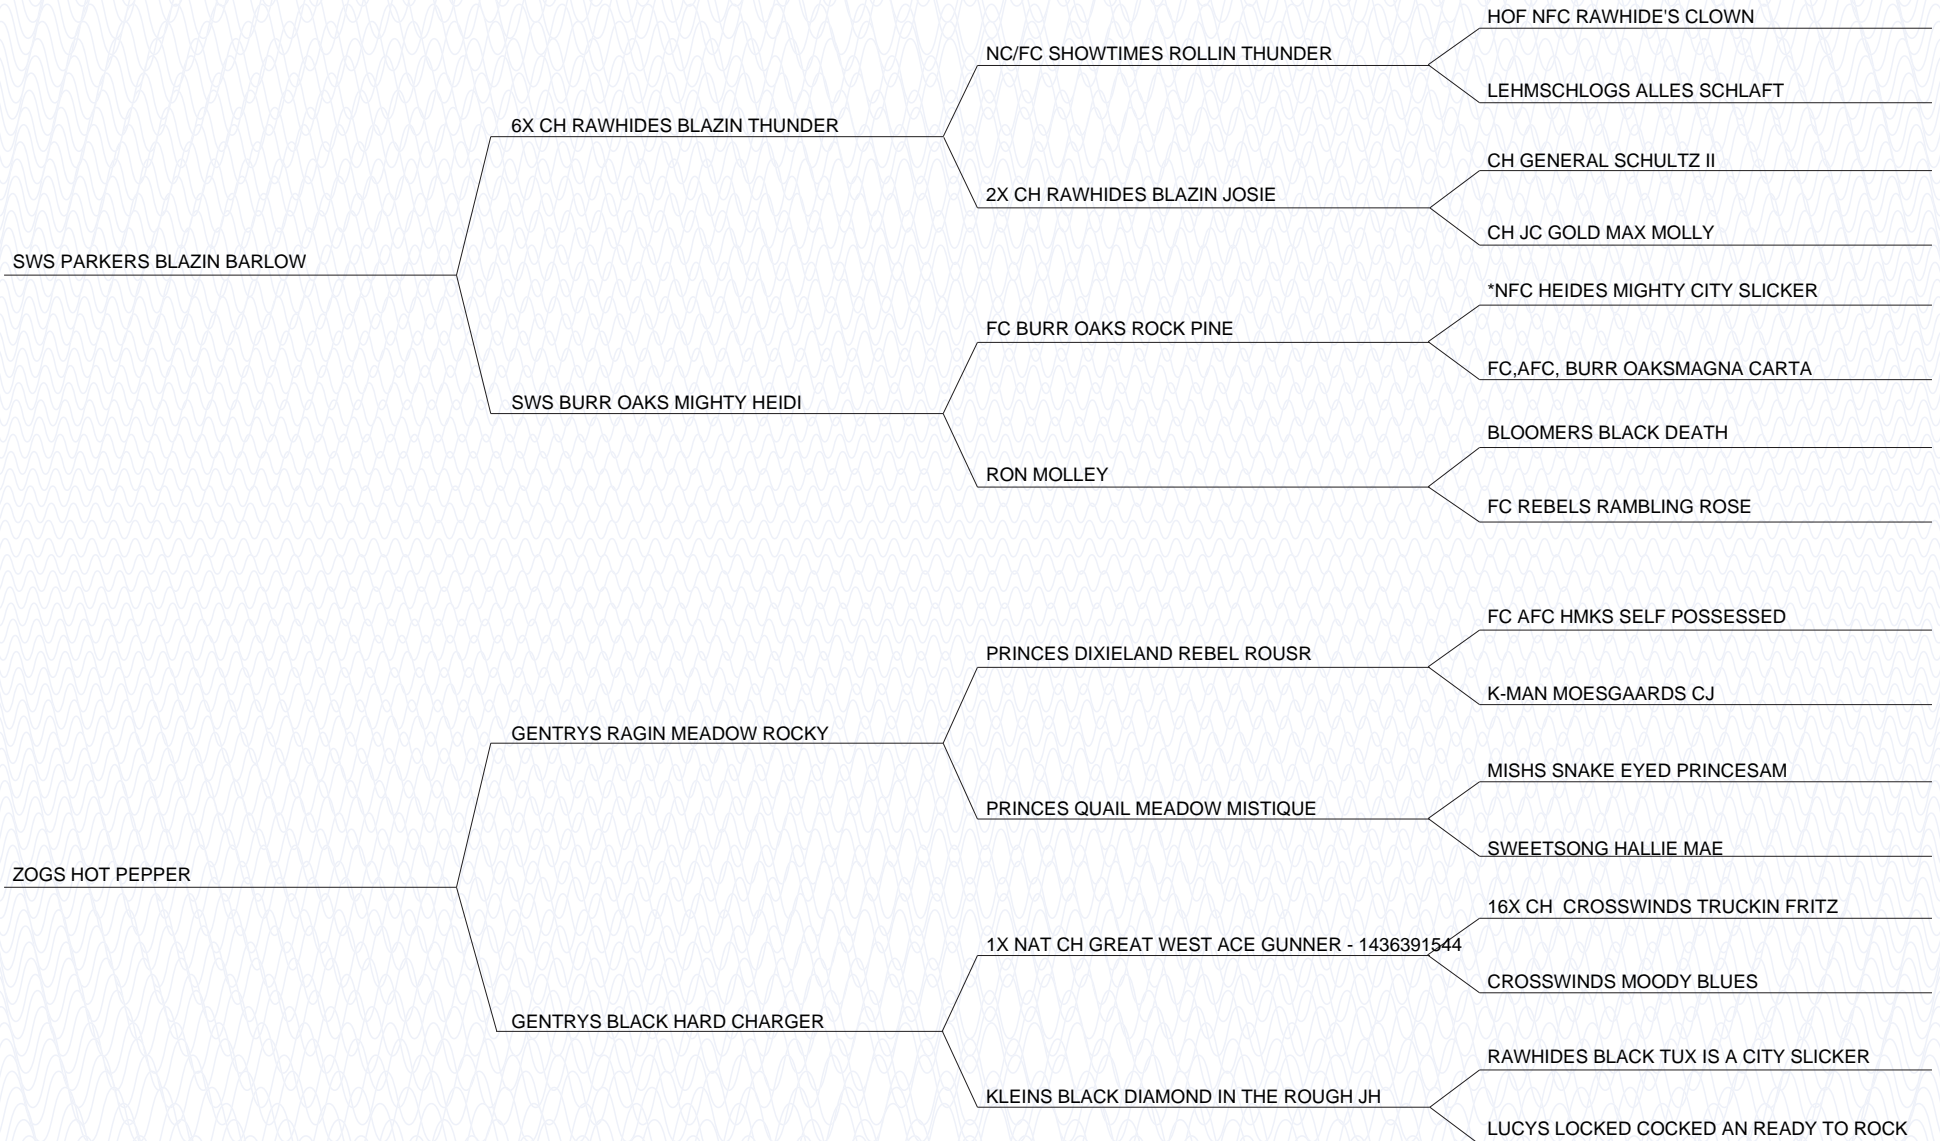 HOF NFC RAWHIDE'S CLOWN
NC/FC SHOWTIMES ROLLIN THUNDER
LEHMSCHLOGS ALLES SCHLAFT
6X CH RAWHIDES BLAZIN THUNDER
CH GENERAL SCHULTZ II
2X CH RAWHIDES BLAZIN JOSIE
CH JC GOLD MAX MOLLY
SWS PARKERS BLAZIN BARLOW
*NFC HEIDES MIGHTY CITY SLICKER
FC BURR OAKS ROCK PINE
FC,AFC, BURR OAKSMAGNA CARTA
SWS BURR OAKS MIGHTY HEIDI
BLOOMERS BLACK DEATH
RON MOLLEY
FC REBELS RAMBLING ROSE
FC AFC HMKS SELF POSSESSED
PRINCES DIXIELAND REBEL ROUSR
K-MAN MOESGAARDS CJ
GENTRYS RAGIN MEADOW ROCKY
MISHS SNAKE EYED PRINCESAM
PRINCES QUAIL MEADOW MISTIQUE
SWEETSONG HALLIE MAE
ZOGS HOT PEPPER
16X CH  CROSSWINDS TRUCKIN FRITZ
1X NAT CH GREAT WEST ACE GUNNER - 1436391544
CROSSWINDS MOODY BLUES
GENTRYS BLACK HARD CHARGER
RAWHIDES BLACK TUX IS A CITY SLICKER
KLEINS BLACK DIAMOND IN THE ROUGH JH
LUCYS LOCKED COCKED AN READY TO ROCK